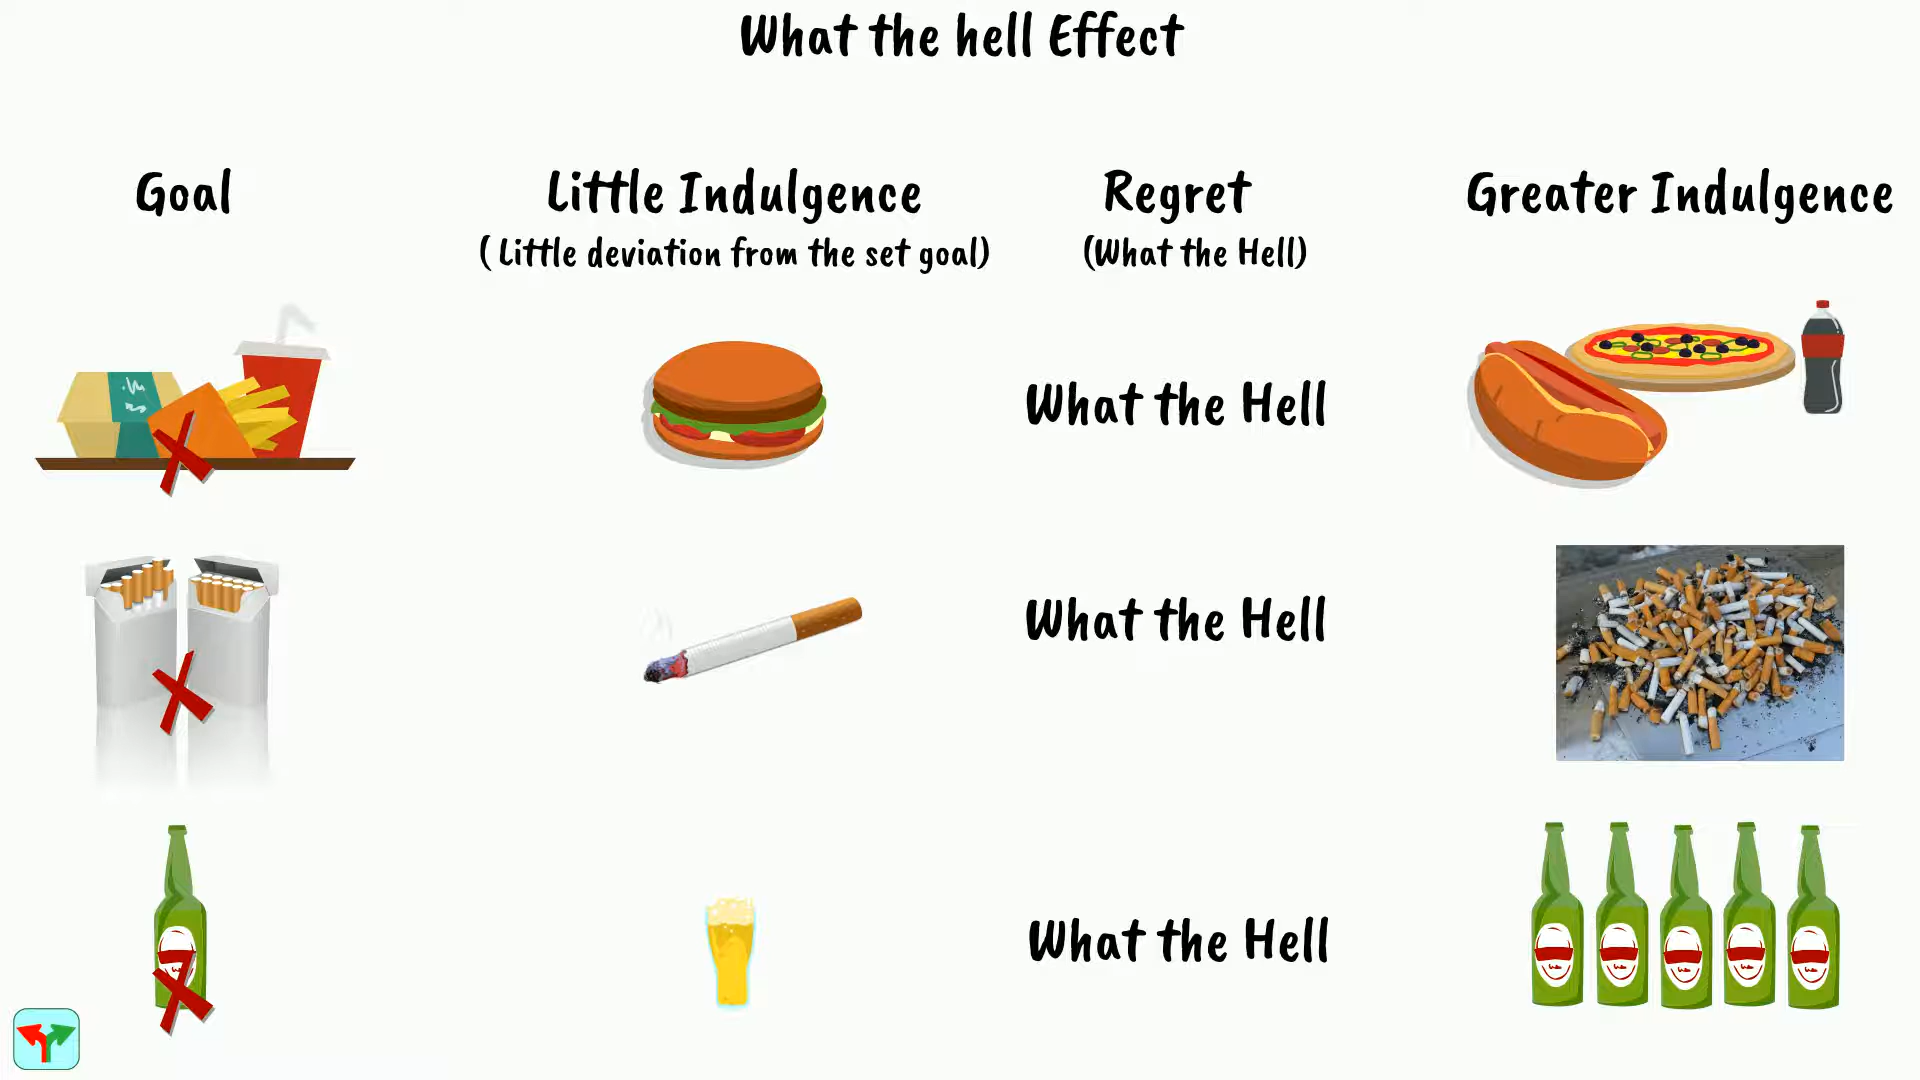 What the hell Effect
Goal
Little Indulgence
( Little deviation from the set goal)
Regret
(What the Hell)
Greater Indulgence
What the Hell
What the Hell
What the Hell